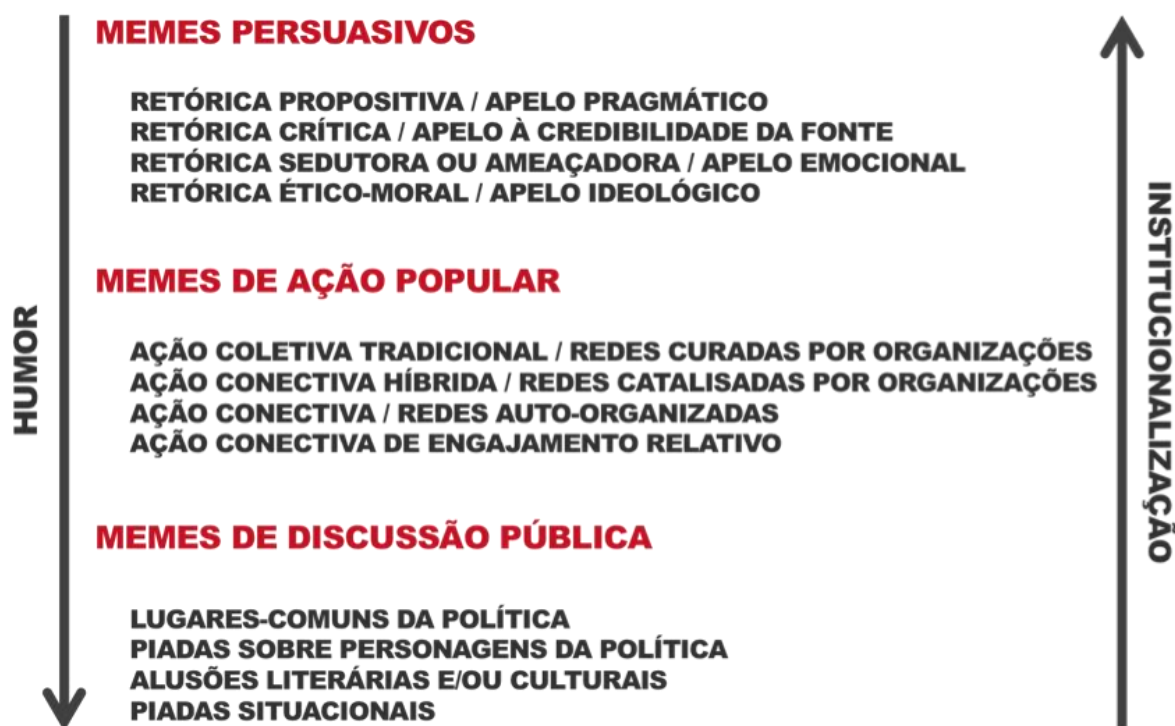 MEMES PERSUASIVOS
RETÓRICA PROPOSITIVA / APELO PRAGMÁTICO
RETÓRICA CRÍTICA / APELO À CREDIBILIDADE DA FONTE
RETÓRICA SEDUTORA OU AMEAÇADORA / APELO EMOCIONAL
RETÓRICA ÉTICO-MORAL / APELO IDEOLÓGICO
MEMES DE AÇÃO POPULAR
AÇÃO COLETIVA TRADICIONAL / REDES CURADAS POR ORGANIZAÇÕES
AÇÃO CONECTIVA HÍBRIDA / REDES CATALISADAS POR ORGANIZAÇÕES
AÇÃO CONECTIVA / REDES AUTO-ORGANIZADAS
AÇÃO CONECTIVA DE ENGAJAMENTO RELATIVO
MEMES DE DISCUSSÃO PÚBLICA
LUGARES-COMUNS DA POLÍTICA
PIADAS SOBRE PERSONAGENS DA POLÍTICA
ALUSÕES LITERÁRIAS E/OU CULTURAIS
PIADAS SITUACIONAIS
HUMOR
INSTITUCIONALIZAÇÃO